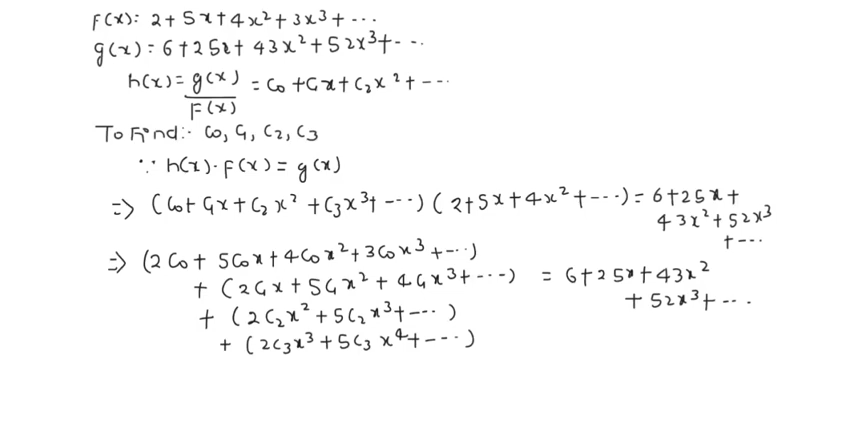 F(x): 2 + 5x + 4x² + 3x³ + ...
g(x) = 6 + 25x + 43x² + 52x³ + ...
h(x) = g(x)/F(x) = C₀ + C₁x + C₂x² + ...
To Find:- C₀, C₁, C₂, C₃
∵ h(x)·F(x) = g(x)
⇒ (C₀ + C₁x + C₂x² + C₃x³ + ---) (2 + 5x + 4x² + ---) = 6 + 25x +
43x² + 52x³
+ ---
⇒ (2C₀ + 5C₀x + 4C₀x² + 3C₀x³ + ---)
+ (2C₁x + 5C₁x² + 4C₁x³ + ---) = 6 + 25x + 43x²
+ 52x³ + ---
+ (2C₂x² + 5C₂x³ + ---)
+ (2C₃x³ + 5C₃x⁴ + ---)